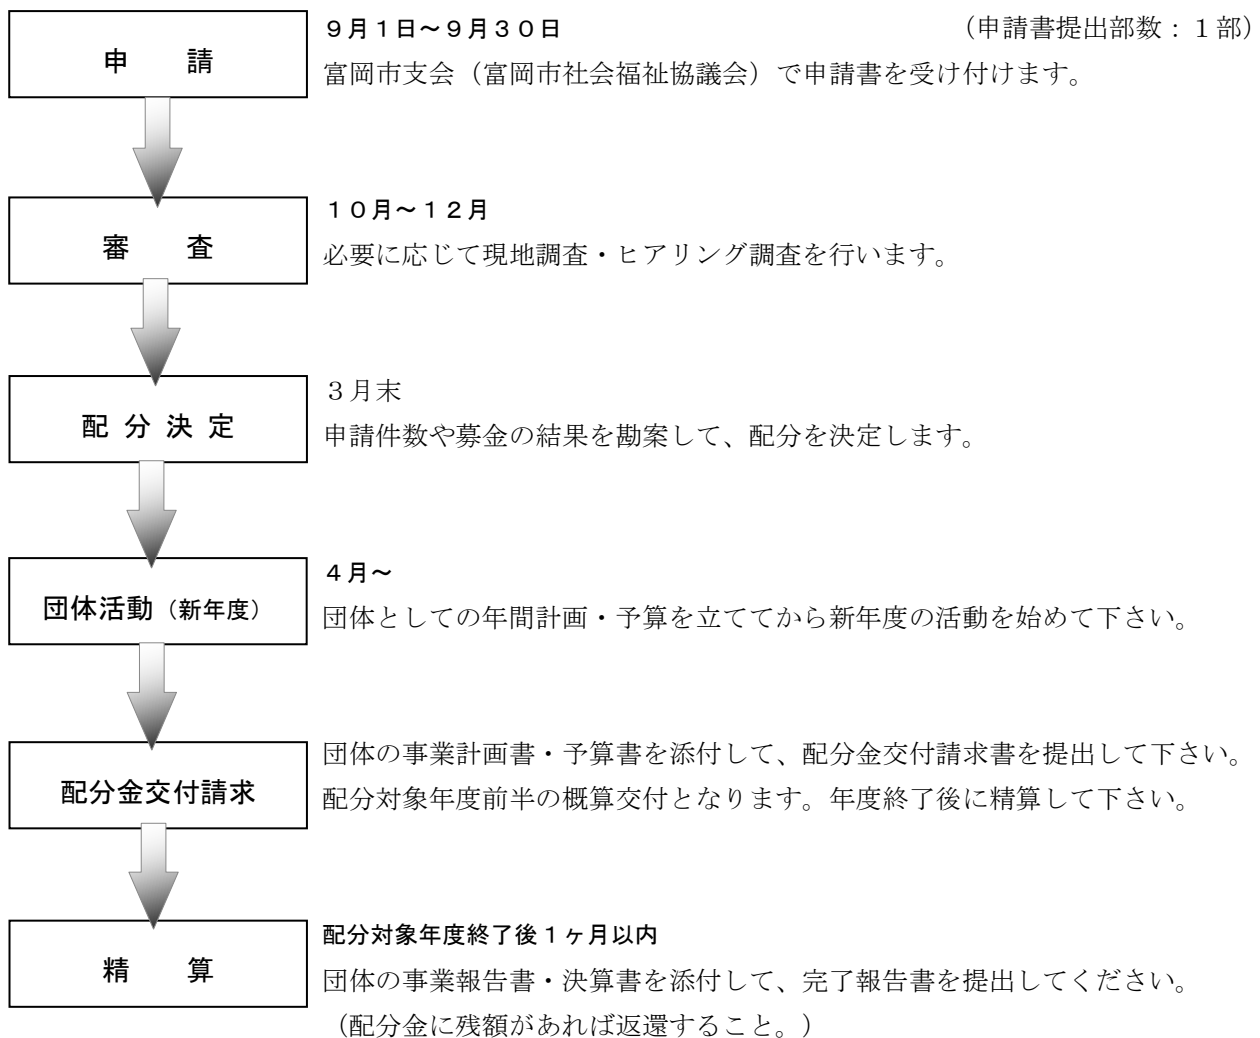 申　　請
９月１日～９月３０日　　　　　　　　　　　　　　　　　（申請書提出部数：１部）
富岡市支会（富岡市社会福祉協議会）で申請書を受け付けます。
審　　査
１０月～１２月
必要に応じて現地調査・ヒアリング調査を行います。
配 分 決 定
３月末
申請件数や募金の結果を勘案して、配分を決定します。
団体活動（新年度）
４月～
団体としての年間計画・予算を立ててから新年度の活動を始めて下さい。
配分金交付請求
団体の事業計画書・予算書を添付して、配分金交付請求書を提出して下さい。
配分対象年度前半の概算交付となります。年度終了後に精算して下さい。
精　　算
配分対象年度終了後１ヶ月以内
団体の事業報告書・決算書を添付して、完了報告書を提出してください。
（配分金に残額があれば返還すること。）